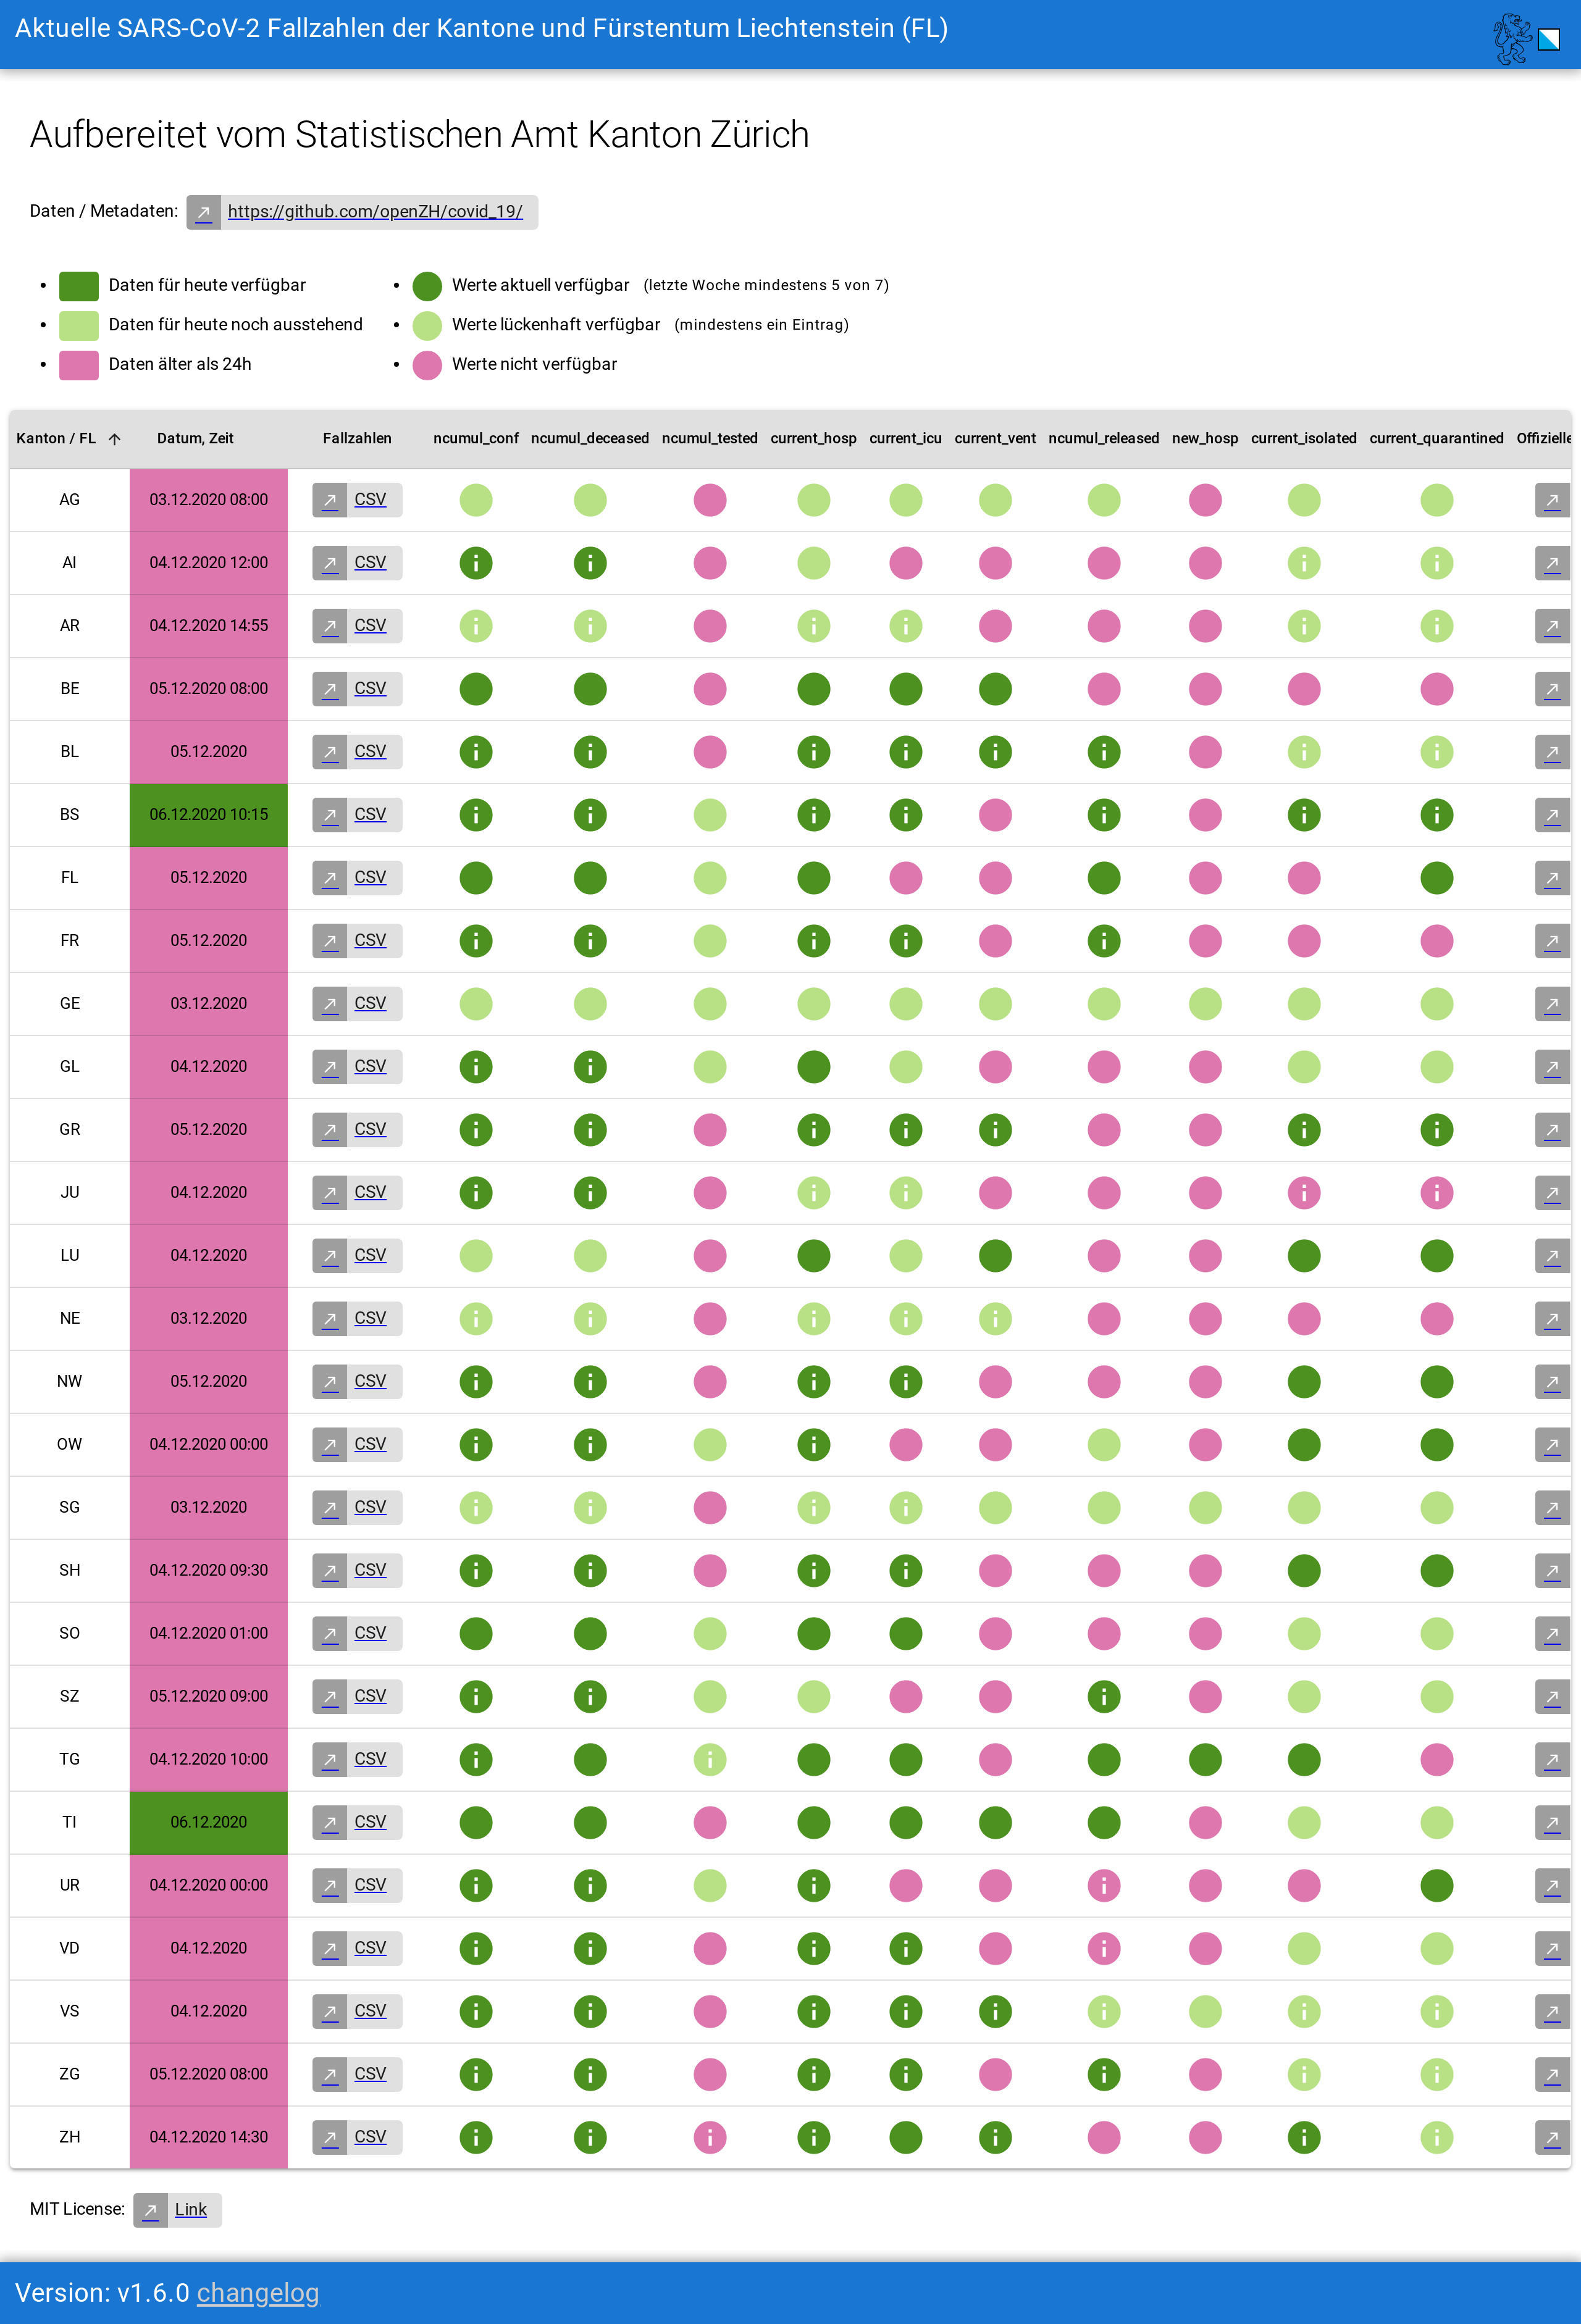 Aktuelle SARS-CoV-2 Fallzahlen der Kantone und Fürstentum Liechtenstein (FL)
Aufbereitet vom Statistischen Amt Kanton Zürich
Daten / Metadaten: https://github.com/openZH/covid_19/
Daten für heute verfügbar
Daten für heute noch ausstehend
Daten älter als 24h
Werte aktuell verfügbar (letzte Woche mindestens 5 von 7)
Werte lückenhaft verfügbar (mindestens ein Eintrag)
Werte nicht verfügbar
Kanton / FL Datum, Zeit Fallzahlen ncumul_conf ncumul_deceased ncumul_tested current_hosp current_icu current_vent ncumul_released new_hosp current_isolated current_quarantined Offizielle
AG 03.12.2020 08:00 CSV
AI 04.12.2020 12:00 CSV
AR 04.12.2020 14:55 CSV
BE 05.12.2020 08:00 CSV
BL 05.12.2020 CSV
BS 06.12.2020 10:15 CSV
FL 05.12.2020 CSV
FR 05.12.2020 CSV
GE 03.12.2020 CSV
GL 04.12.2020 CSV
GR 05.12.2020 CSV
JU 04.12.2020 CSV
LU 04.12.2020 CSV
NE 03.12.2020 CSV
NW 05.12.2020 CSV
OW 04.12.2020 00:00 CSV
SG 03.12.2020 CSV
SH 04.12.2020 09:30 CSV
SO 04.12.2020 01:00 CSV
SZ 05.12.2020 09:00 CSV
TG 04.12.2020 10:00 CSV
TI 06.12.2020 CSV
UR 04.12.2020 00:00 CSV
VD 04.12.2020 CSV
VS 04.12.2020 CSV
ZG 05.12.2020 08:00 CSV
ZH 04.12.2020 14:30 CSV
MIT License: Link
Version: v1.6.0 changelog